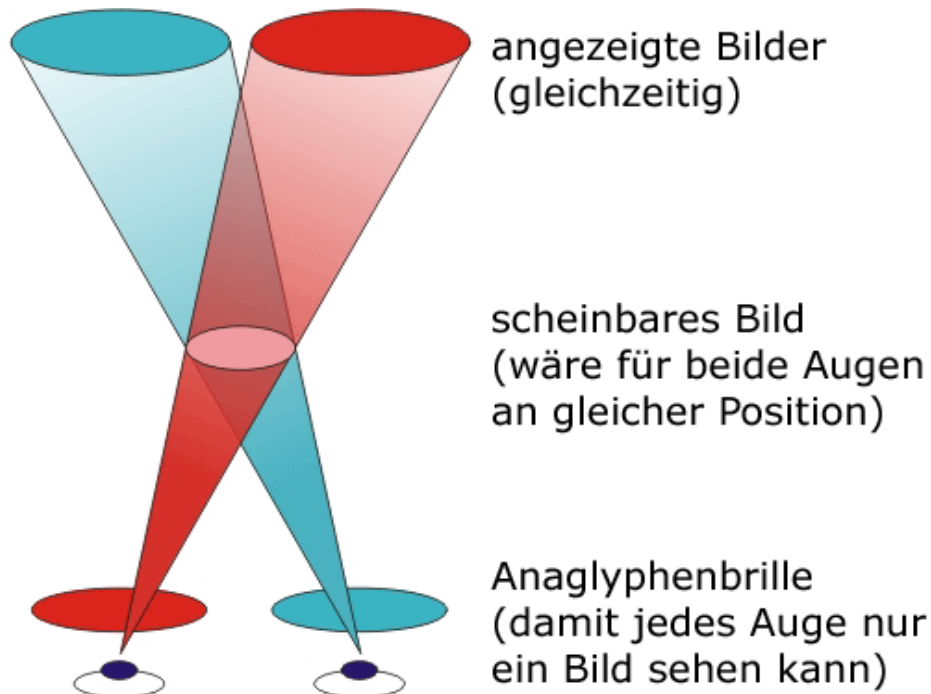 angezeigte Bilder
(gleichzeitig)
scheinbares Bild
(wäre für beide Augen
an gleicher Position)
Anaglyphenbrille
(damit jedes Auge nur
ein Bild sehen kann)